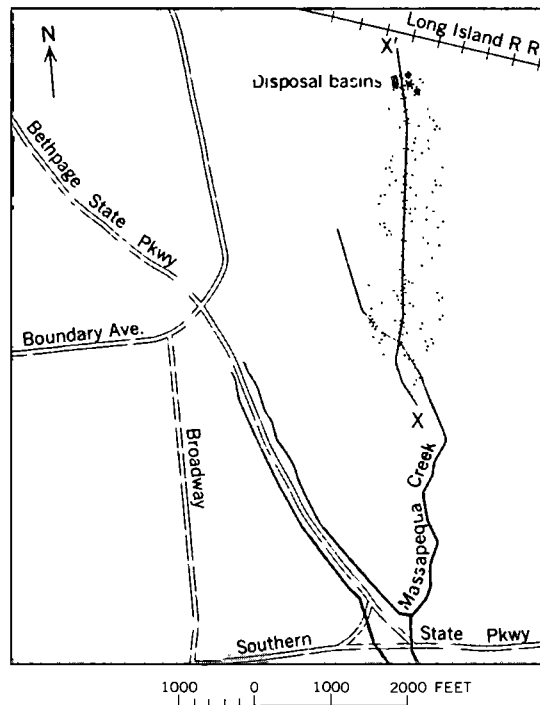 Long Island R R
N
X'
Disposal basins
Bethpage State Pkwy
Boundary Ave.
Broadway
X
Massapequa Creek
Southern State Pkwy
1000 0 1000 2000 FEET